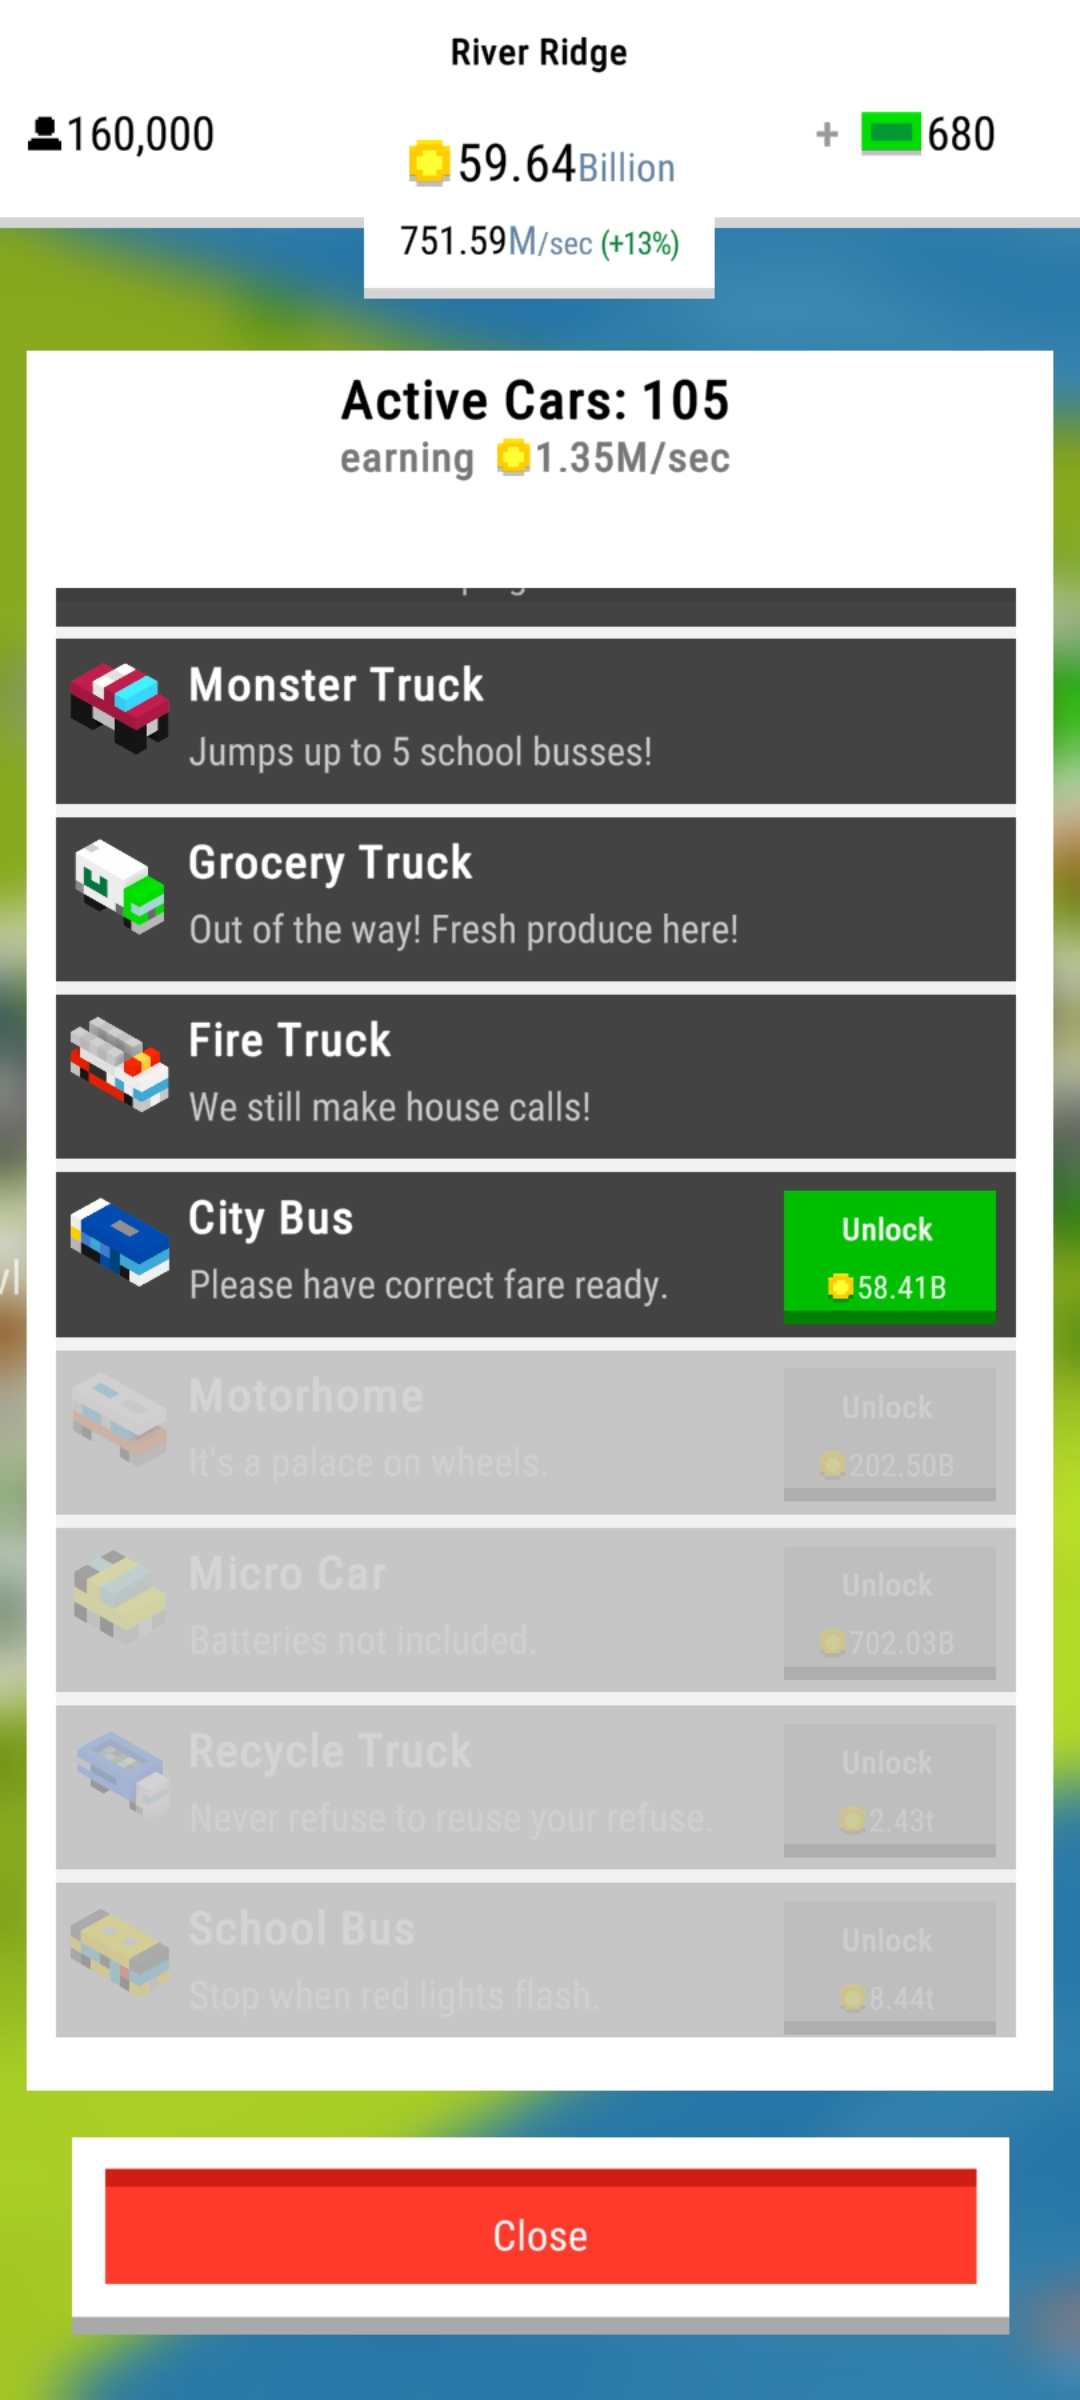 River Ridge
160,000
+ 680
59.64Billion
751.59M/sec (+13%)
Active Cars: 105
earning 1.35M/sec
Monster Truck
Jumps up to 5 school busses!
Grocery Truck
Out of the way! Fresh produce here!
Fire Truck
We still make house calls!
City Bus
Please have correct fare ready.
Unlock
58.41B
Motorhome
It's a palace on wheels.
Unlock
202.50B
Micro Car
Batteries not included.
Unlock
702.03B
Recycle Truck
Never refuse to reuse your refuse.
Unlock
2.43t
School Bus
Stop when red lights flash.
Unlock
8.44t
Close